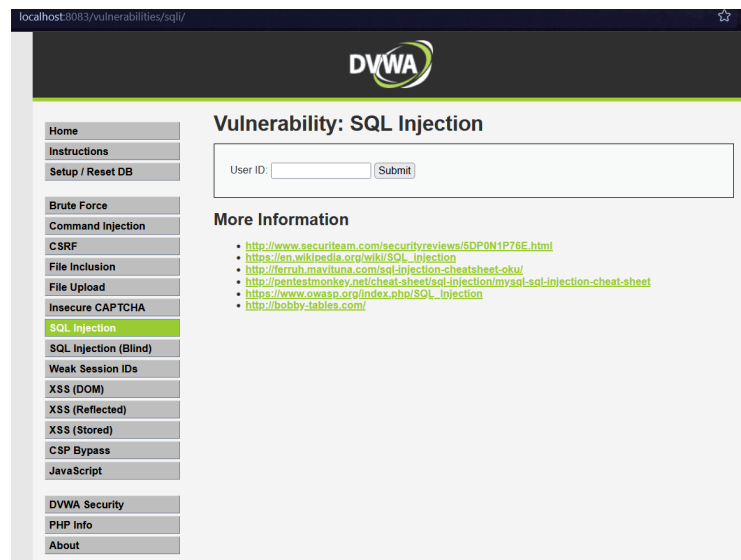 localhost:8083/vulnerabilities/sqli/
DVWA
Home
Instructions
Setup / Reset DB
Brute Force
Command Injection
CSRF
File Inclusion
File Upload
Insecure CAPTCHA
SQL Injection
SQL Injection (Blind)
Weak Session IDs
XSS (DOM)
XSS (Reflected)
XSS (Stored)
CSP Bypass
JavaScript
DVWA Security
PHP Info
About
Vulnerability: SQL Injection
User ID: Submit
More Information
http://www.securiteam.com/securityreviews/5DP0N1P76E.html
https://en.wikipedia.org/wiki/SQL_injection
http://ferruh.mavituna.com/sql-injection-cheatsheet-oku/
http://pentestmonkey.net/cheat-sheet/sql-injection/mysql-sql-injection-cheat-sheet
https://www.owasp.org/index.php/SQL_Injection
http://bobby-tables.com/